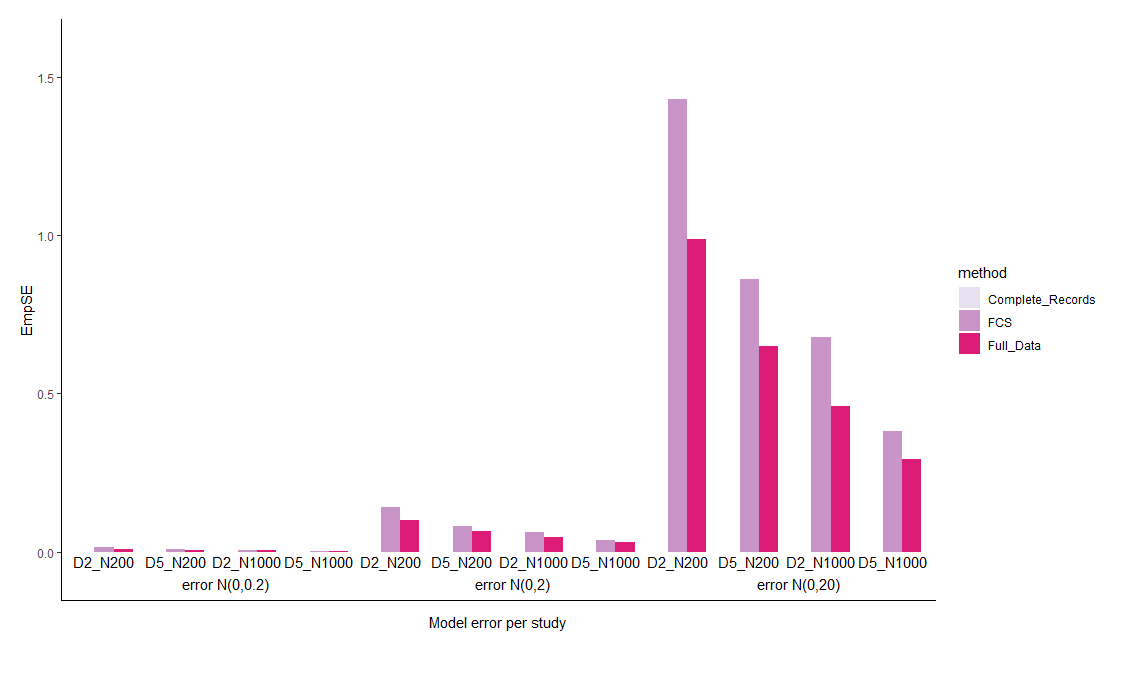 1.5
1.0
0.5
0.0
EmpSE
D2_N200 D5_N200 D2_N1000 D5_N1000 D2_N200 D5_N200 D2_N1000 D5_N1000 D2_N200 D5_N200 D2_N1000 D5_N1000
error N(0,0.2) error N(0,2) error N(0,20)
Model error per study
method
Complete_Records
FCS
Full_Data